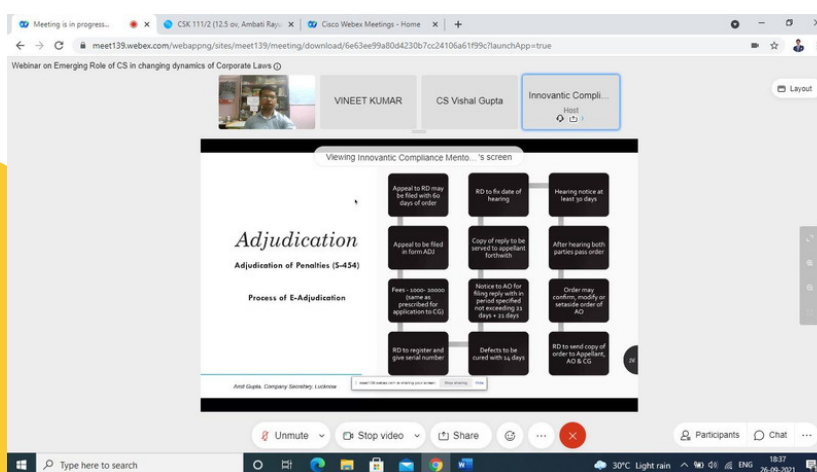 Meeting is in progress...
CSK 111/2 (12.5 ov, Ambati Rayu
Cisco Webex Meetings - Home
meet139.webex.com/webappng/sites/meet139/meeting/download/6e63ee99a80d4230b7cc24106a61f99c?launchApp=true
Webinar on Emerging Role of CS in changing dynamics of Corporate Laws
Layout
VINEET KUMAR
CS Vishal Gupta
Innovantic Compli...
Host
Viewing Innovantic Compliance Mento... 's screen
Adjudication
Adjudication of Penalties (S-454)
Process of E-Adjudication
Appeal to RD may
be filed with 60
days of order
Appeal to be filed
in form ADJ
Fees - 1000- 10000
(same as
prescribed for
application to CG)
RD to register and
give serial number
RD to fix date of
hearing
Copy of reply to be
served to appellant
forthwith
Notice to AO for
filing reply with in
period specified
not exceeding 21
days + 21 days
Defects to be
cured with 14 days
Hearing notice at
least 30 days
After hearing both
parties pass order
Order may
confirm, modify or
setaside order of
AO
RD to send copy of
order to Appellant,
AO & CG
Amit Gupta, Company Secretary, Lucknow
Stop sharing
Hide
Unmute
Stop video
Share
Participants
Chat
Type here to search
30°C Light rain
ENG
18:37
26-09-2021